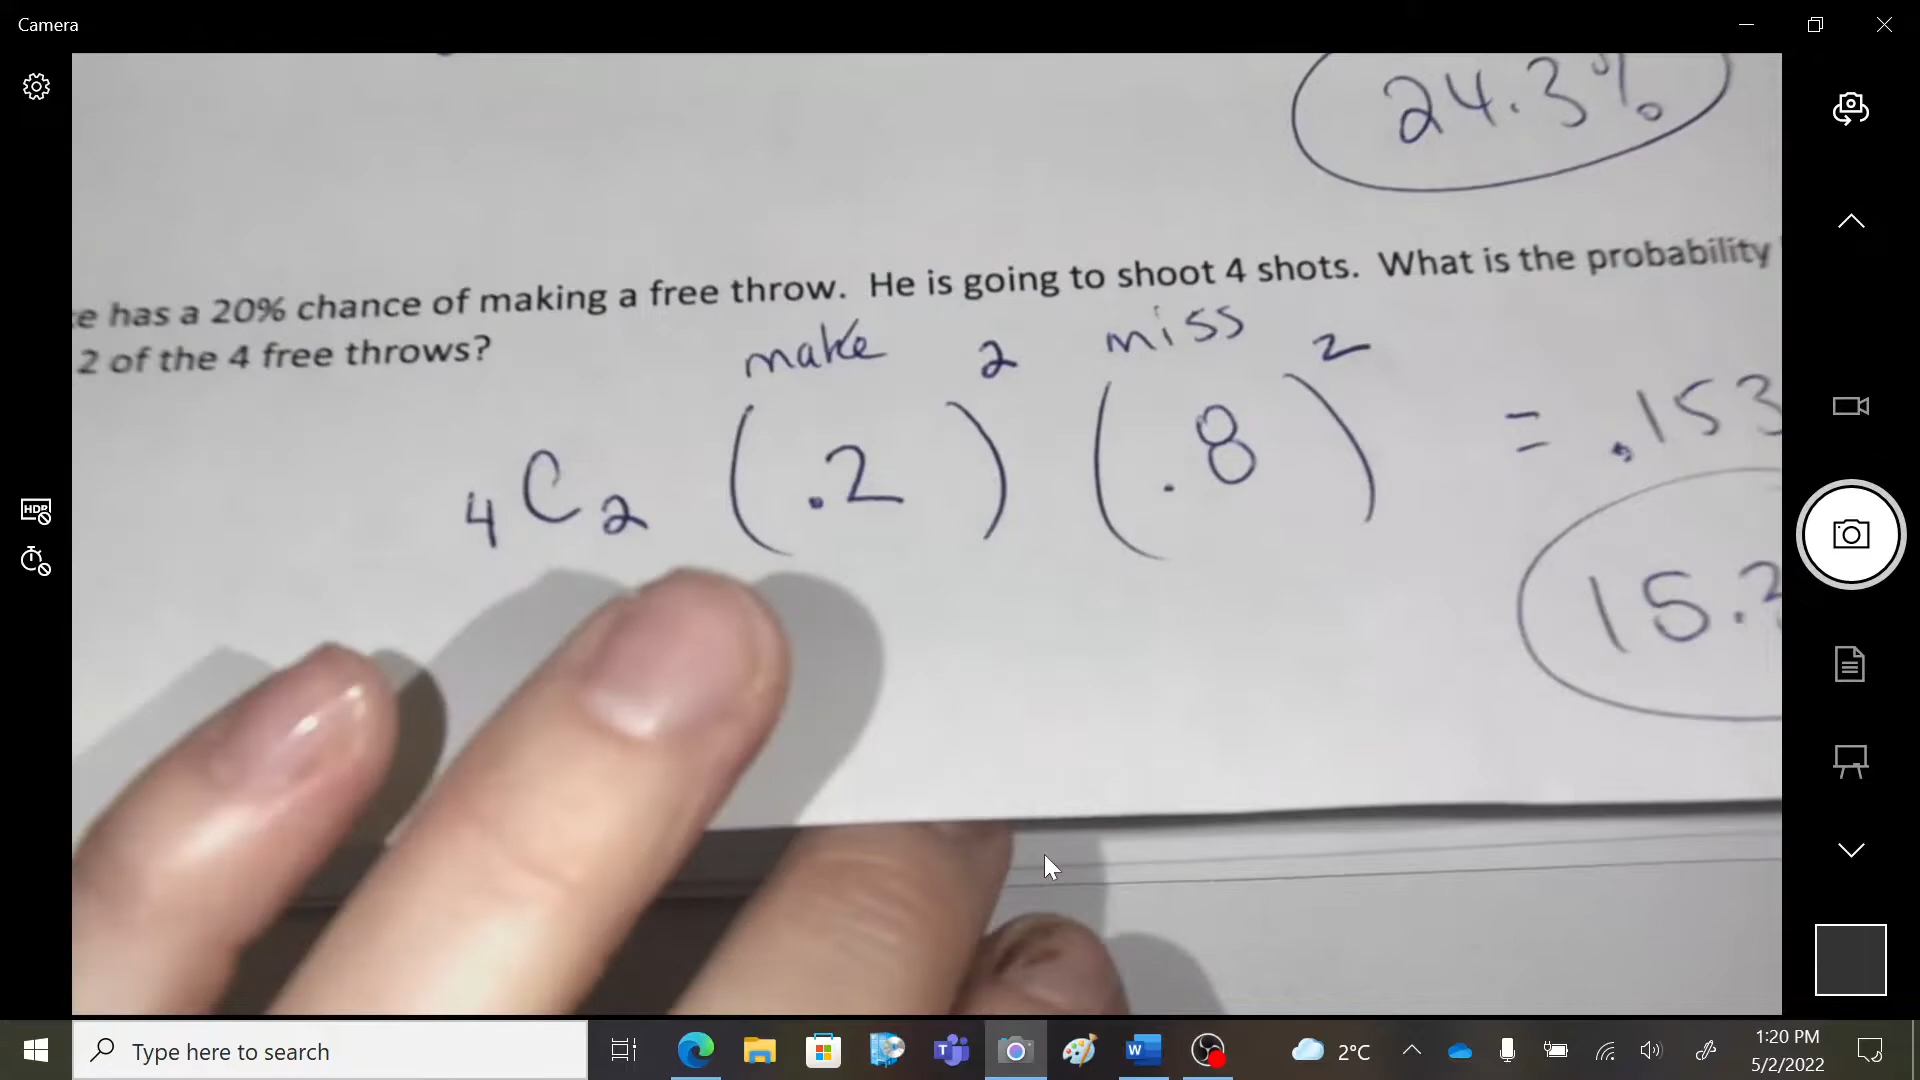 Camera
24.3%
has a 20% chance of making a free throw. He is going to shoot 4 shots. What is the probability
2 of the 4 free throws?
make 2 miss 2
4C2 (.2) (.8) = .153
15.
Type here to search
2°C
1:20 PM
5/2/2022